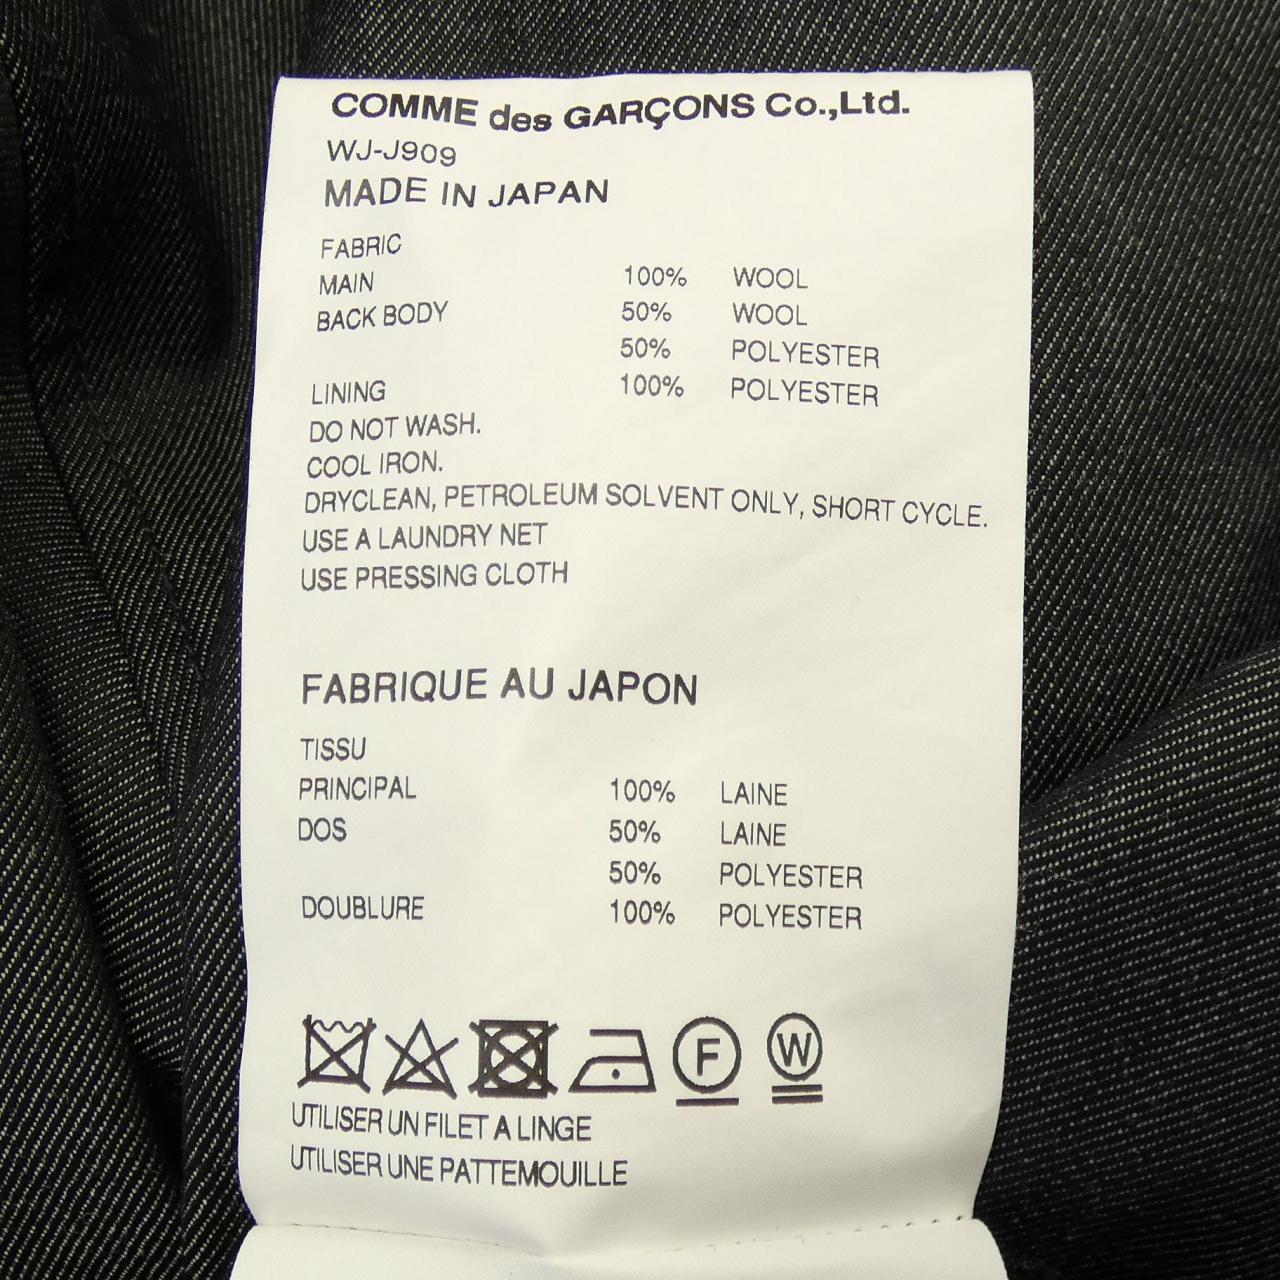 COMME des GARÇONS Co.,Ltd.
WJ-J909
MADE IN JAPAN
FABRIC
MAIN 100% WOOL
BACK BODY 50% WOOL
50% POLYESTER
LINING 100% POLYESTER
DO NOT WASH.
COOL IRON.
DRYCLEAN, PETROLEUM SOLVENT ONLY, SHORT CYCLE.
USE A LAUNDRY NET
USE PRESSING CLOTH
FABRIQUE AU JAPON
TISSU
PRINCIPAL 100% LAINE
DOS 50% LAINE
50% POLYESTER
DOUBLURE 100% POLYESTER
F W
UTILISER UN FILET A LINGE
UTILISER UNE PATTEMOUILLE